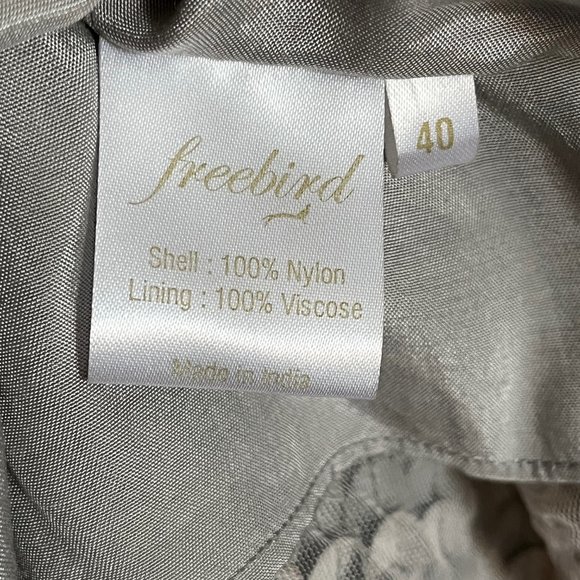 freebird
40
Shell : 100% Nylon
Lining : 100% Viscose
Made in India